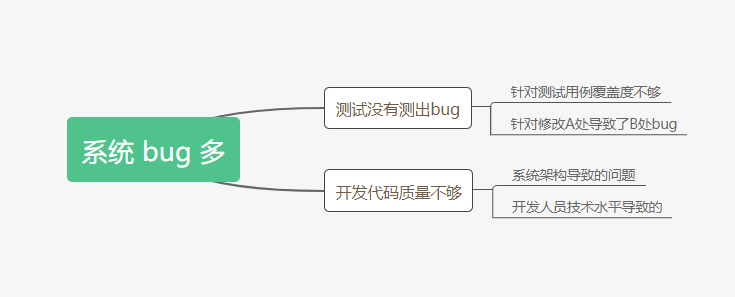 系统 bug 多
测试没有测出bug
针对测试用例覆盖度不够
针对修改A处导致了B处bug
开发代码质量不够
系统架构导致的问题
开发人员技术水平导致的